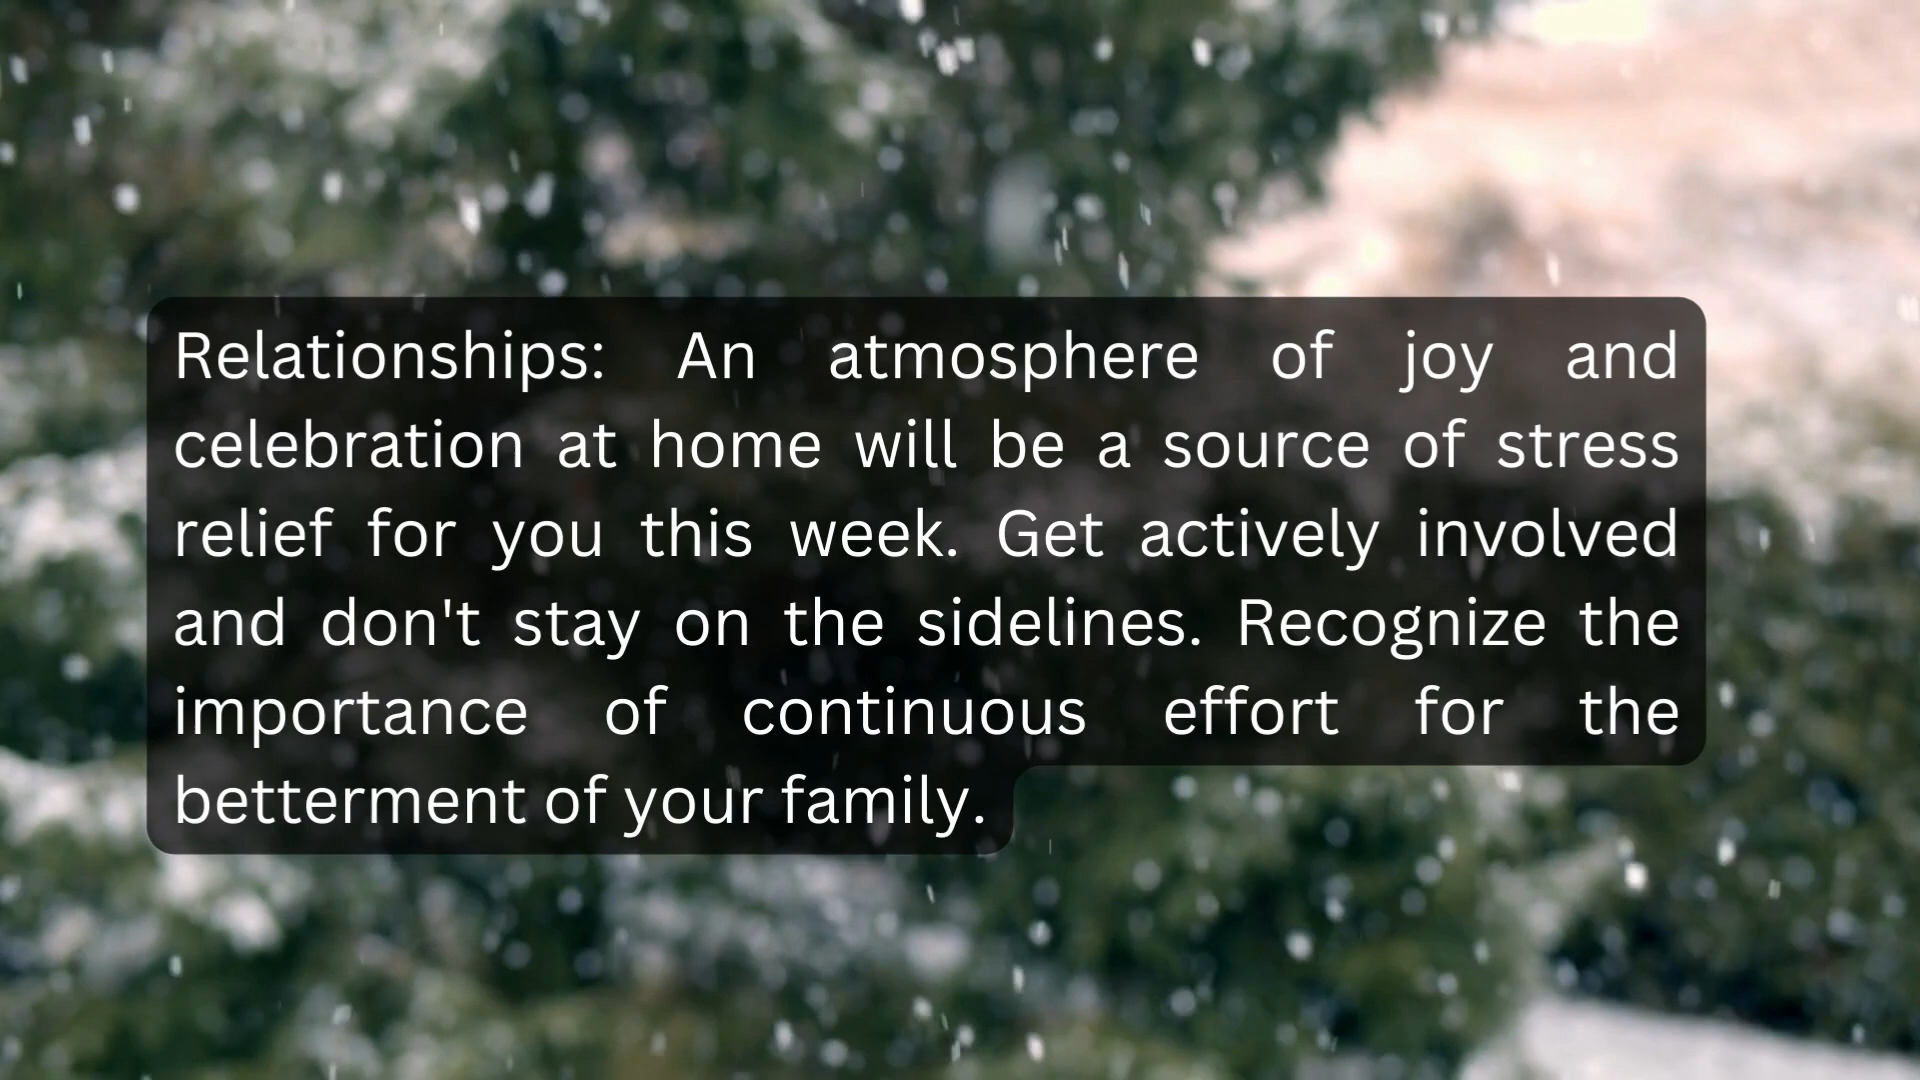 Relationships: An atmosphere of joy and
celebration at home will be a source of stress
relief for you this week. Get actively involved
and don't stay on the sidelines. Recognize the
importance of continuous effort for the
betterment of your family.